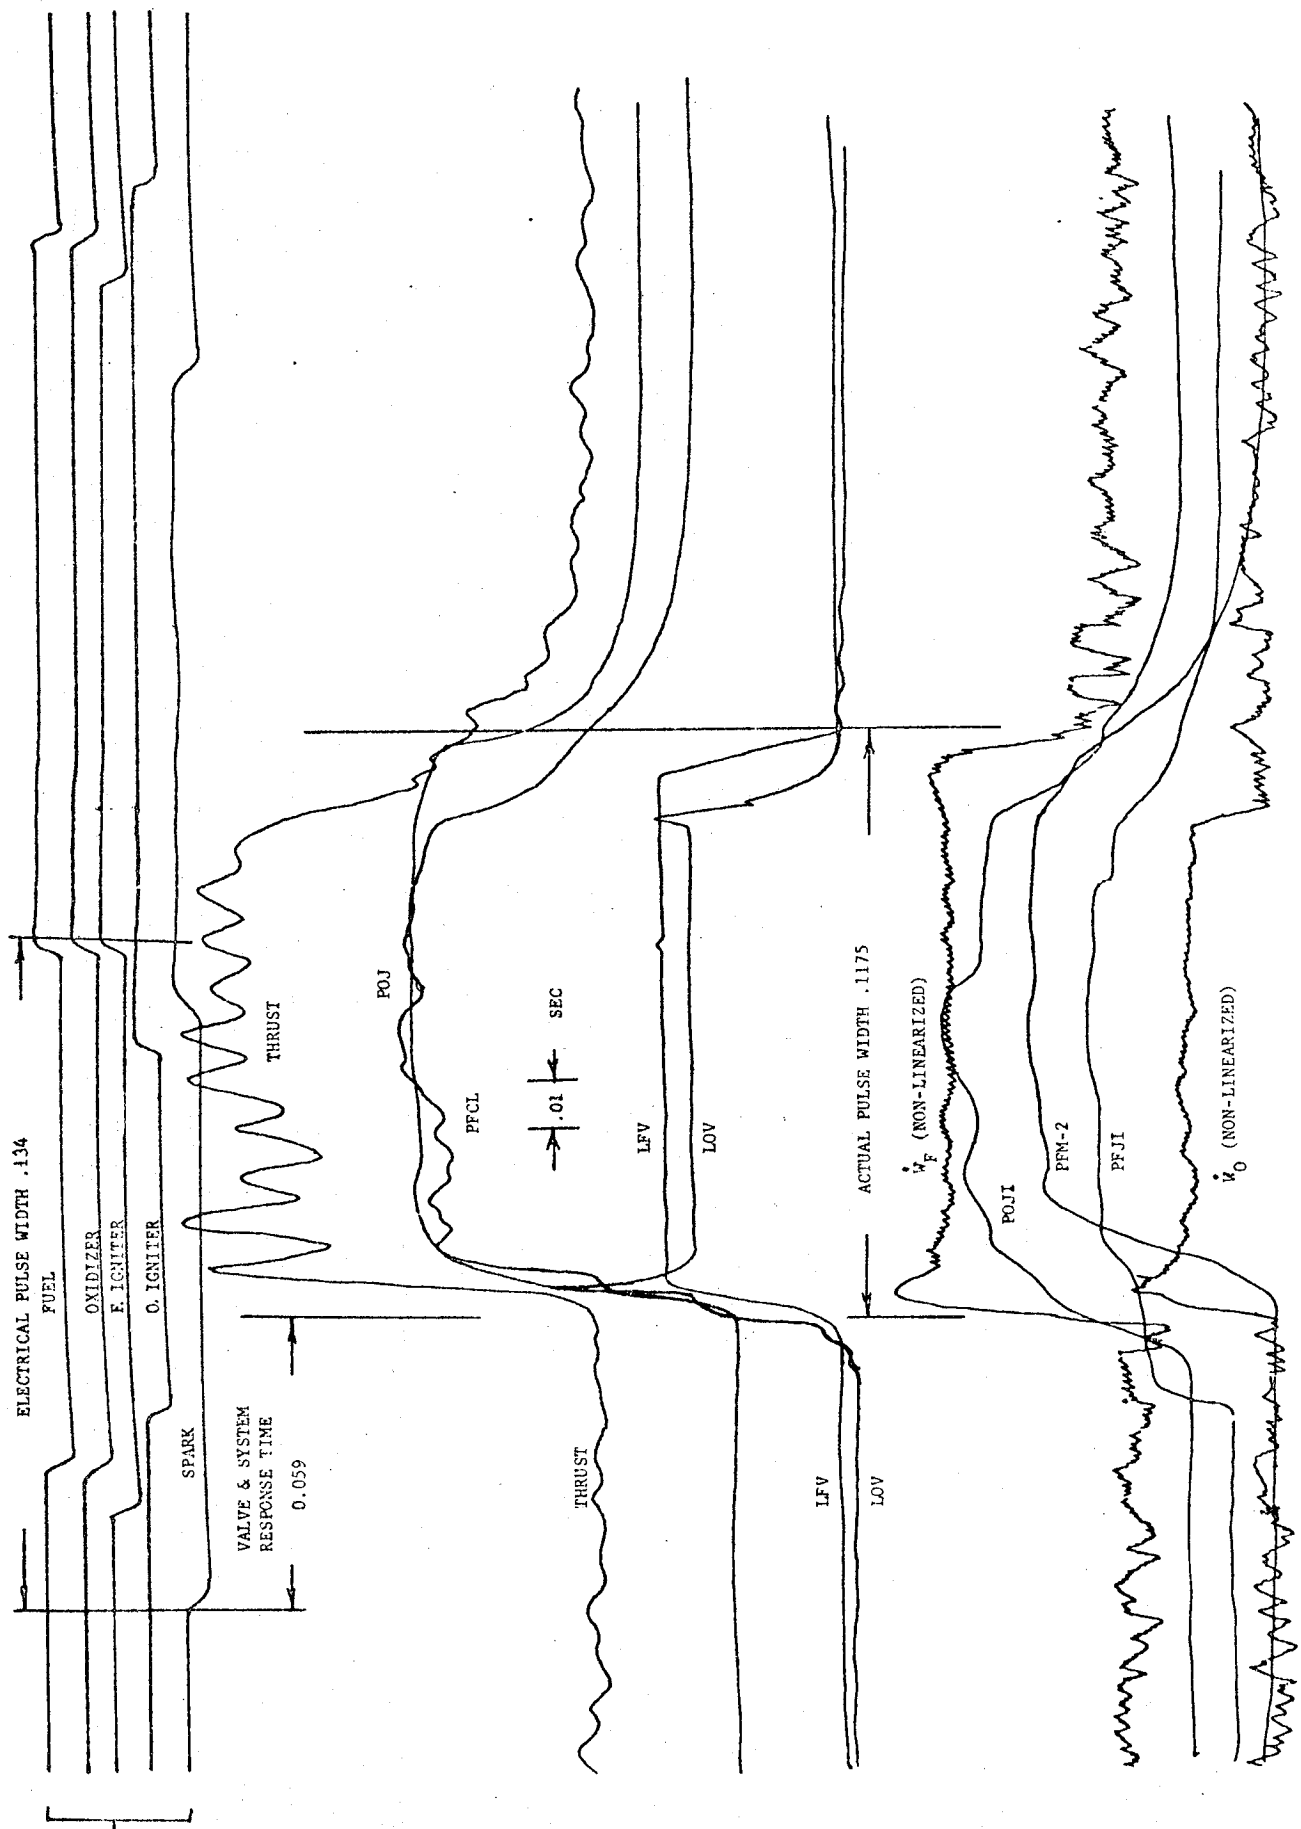 ELECTRICAL PULSE WIDTH .134
FUEL
OXIDIZER
F. IGNITER
O. IGNITER
SPARK
VALVE & SYSTEM
RESPONSE TIME
0.059
THRUST
THRUST
POJ
PFCL
.01 SEC
LFV
LOV
LFV
LOV
ACTUAL PULSE WIDTH .1175
ẆF (NON-LINEARIZED)
POJI
PFM-2
PFJI
ẆO (NON-LINEARIZED)